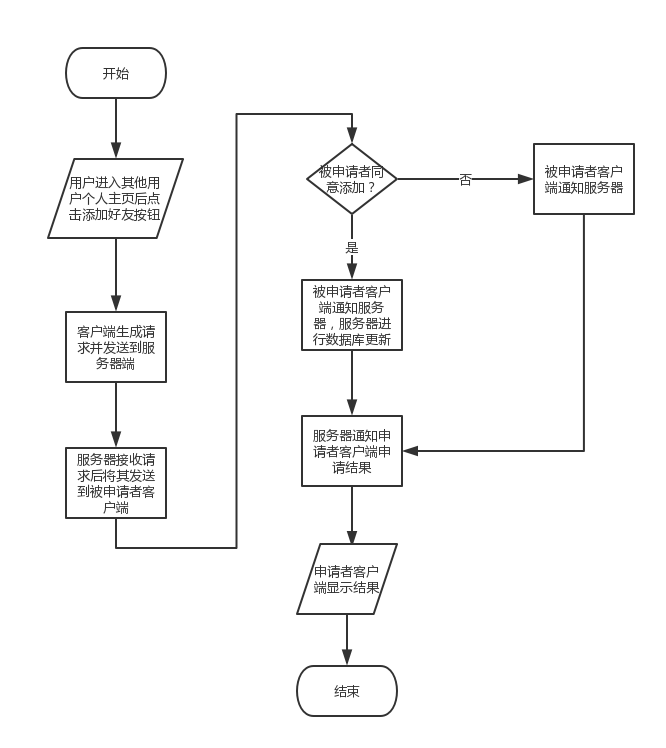 开始
用户进入其他用
户个人主页后点
击添加好友按钮
客户端生成请
求并发送到服
务器端
服务器接收请
求后将其发送
到被申请者客
户端
被申请者同
意添加？
否
被申请者客户
端通知服务器
是
被申请者客户
端通知服务
器，服务器进
行数据库更新
服务器通知申
请者客户端申
请结果
申请者客户
端显示结果
结束